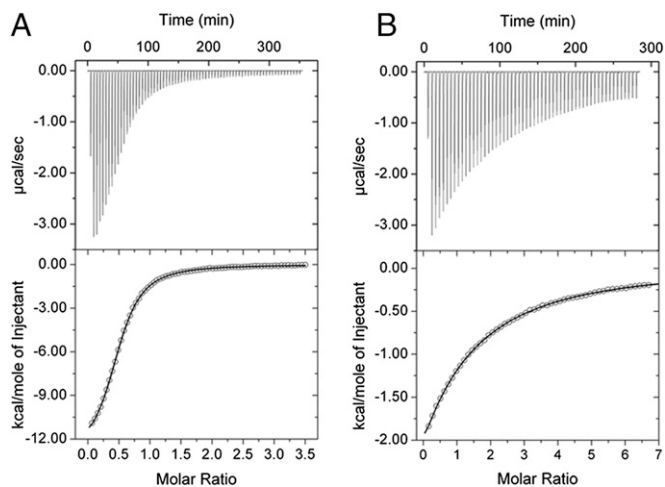 A
Time (min)
0 100 200 300
0.00
-1.00
-2.00
-3.00
µcal/sec
0.00
-3.00
-6.00
-9.00
-12.00
kcal/mole of Injectant
0.0 0.5 1.0 1.5 2.0 2.5 3.0 3.5
Molar Ratio
B
Time (min)
0 100 200 300
0.00
-1.00
-2.00
-3.00
µcal/sec
0.00
-0.50
-1.00
-1.50
-2.00
kcal/mole of Injectant
0 1 2 3 4 5 6 7
Molar Ratio